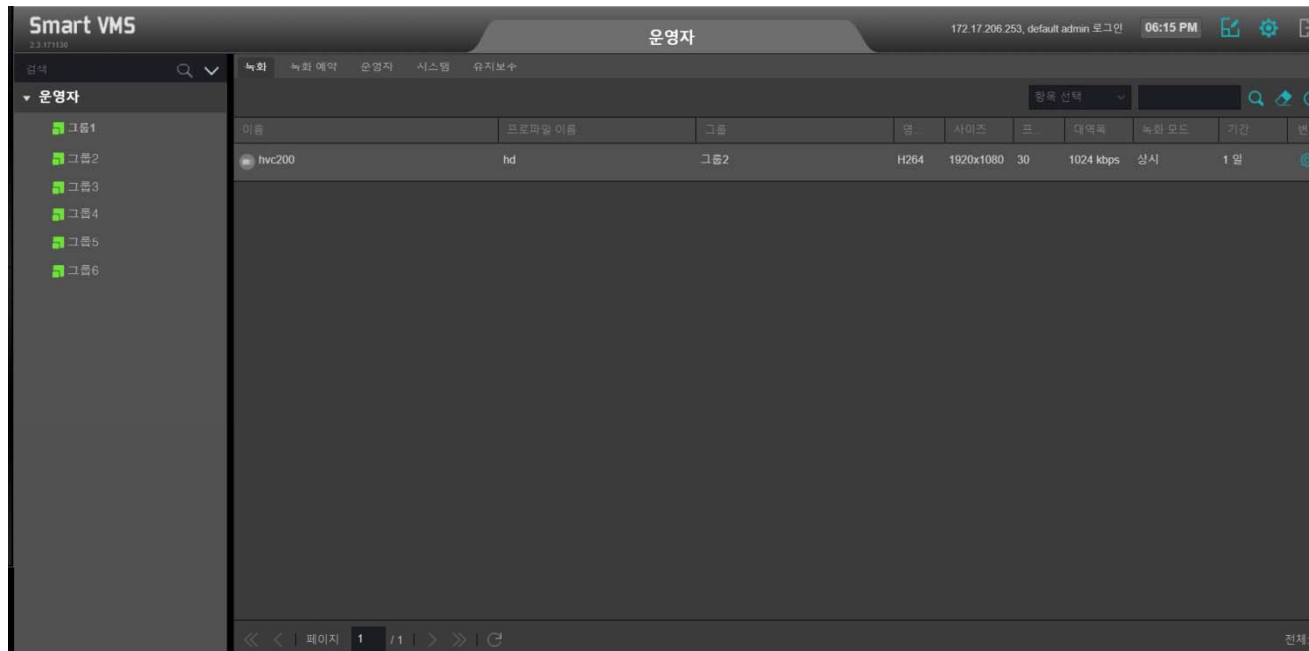 Smart VMS
2.3.171130
운영자
172.17.206.253, default admin 로그인
06:15 PM
검색
녹화 녹화 예약 운영자 시스템 유지보수
운영자
항목 선택
그룹1
그룹2
그룹3
그룹4
그룹5
그룹6
이름 프로파일 이름 그룹 명... 사이즈 프... 대역폭 녹화 모드 기간
hvc200 hd 그룹2 H264 1920x1080 30 1024 kbps 상시 1 일
페이지 1 / 1
전체